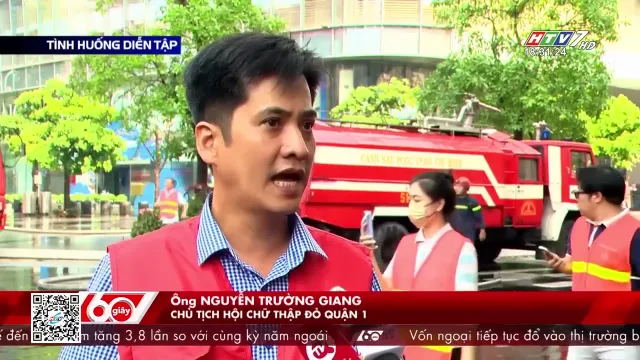 TÌNH HUỐNG DIỄN TẬP
HTV7 HD
60 giây
Ông NGUYỄN TRƯỜNG GIANG
CHỦ TỊCH HỘI CHỮ THẬP ĐỎ QUẬN 1
tăng 3,8 lần so với cùng kỳ năm ngoái
Vốn ngoại tiếp tục đổ vào thị trường